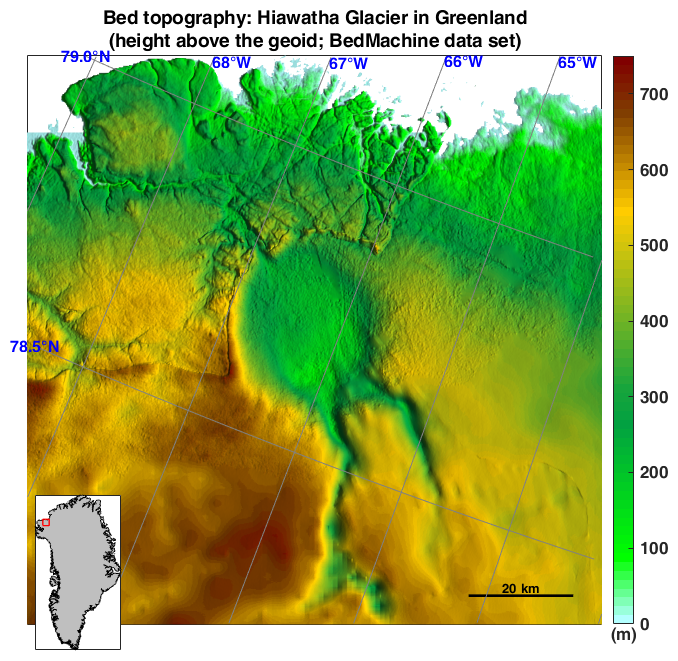 Bed topography: Hiawatha Glacier in Greenland
(height above the geoid; BedMachine data set)
79.0°N
68°W
67°W
66°W
65°W
78.5°N
700
600
500
400
300
200
100
0
(m)
20 km